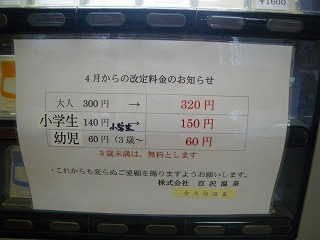 ¥1600
4月からの改定料金のお知らせ
大人 300円 → 320円
小学生 140円 小学生→ 150円
幼児 60円(3歳〜 60円
3歳未満は、無料とします
・これからも変らぬご愛顧を賜りますようお願いします。
株式会社 百沢温泉